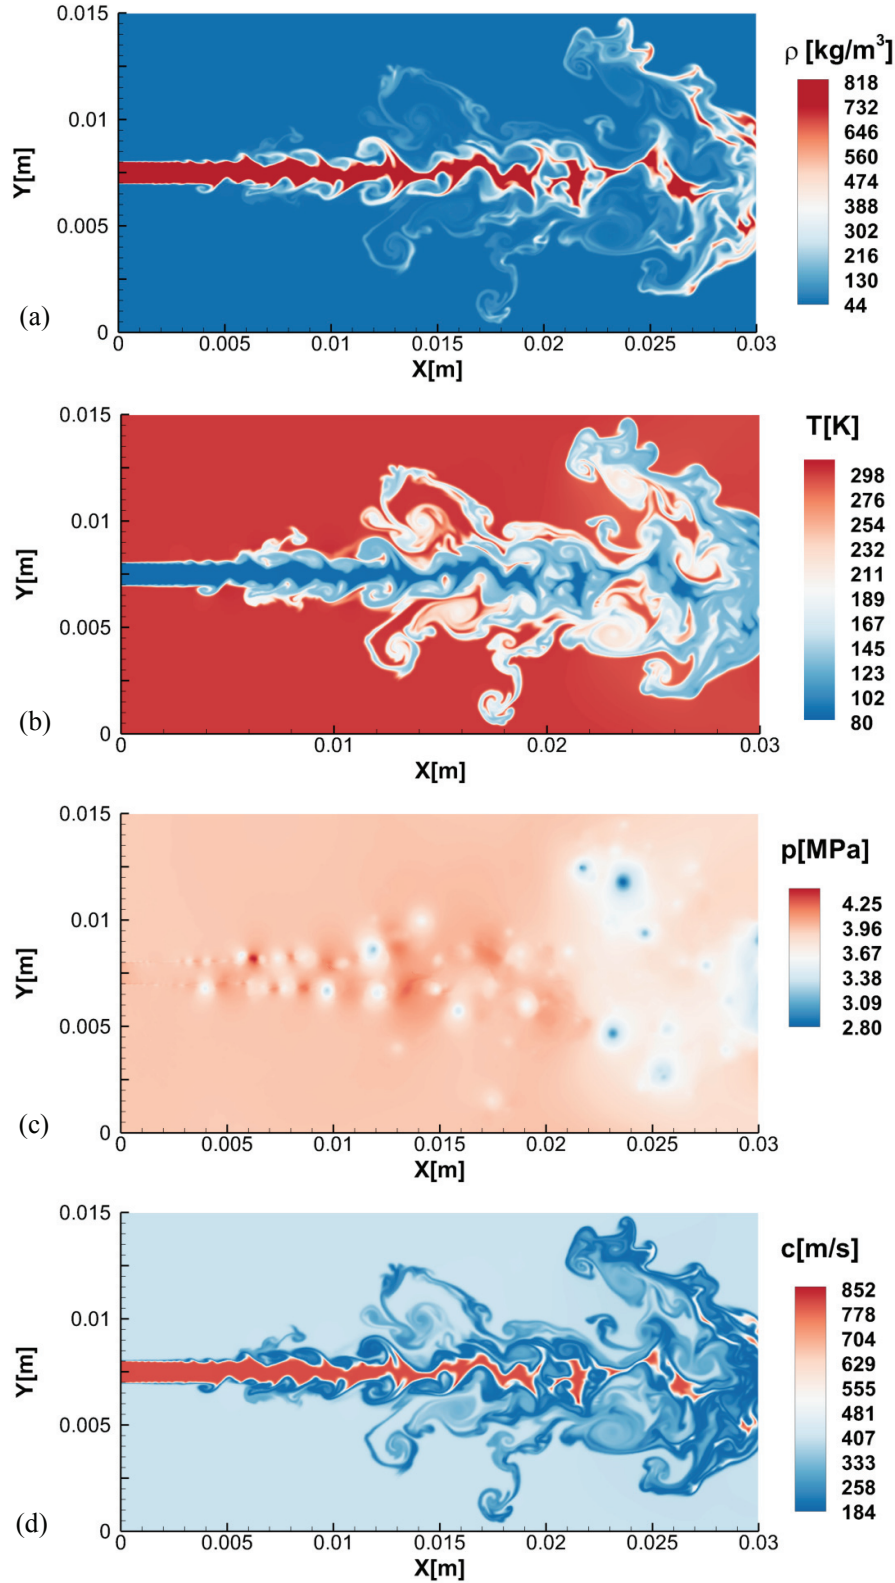 0.015
0.01
0.005
0
Y[m]
0 0.005 0.01 0.015 0.02 0.025 0.03
X[m]
(a)
ρ [kg/m³]
818
732
646
560
474
388
302
216
130
44
0.015
0.01
0.005
0
Y[m]
0 0.01 0.02 0.03
X[m]
(b)
T[K]
298
276
254
232
211
189
167
145
123
102
80
0.015
0.01
0.005
0
Y[m]
0 0.005 0.01 0.015 0.02 0.025 0.03
X[m]
(c)
p[MPa]
4.25
3.96
3.67
3.38
3.09
2.80
0.015
0.01
0.005
0
Y[m]
0 0.005 0.01 0.015 0.02 0.025 0.03
X[m]
(d)
c[m/s]
852
778
704
629
555
481
407
333
258
184